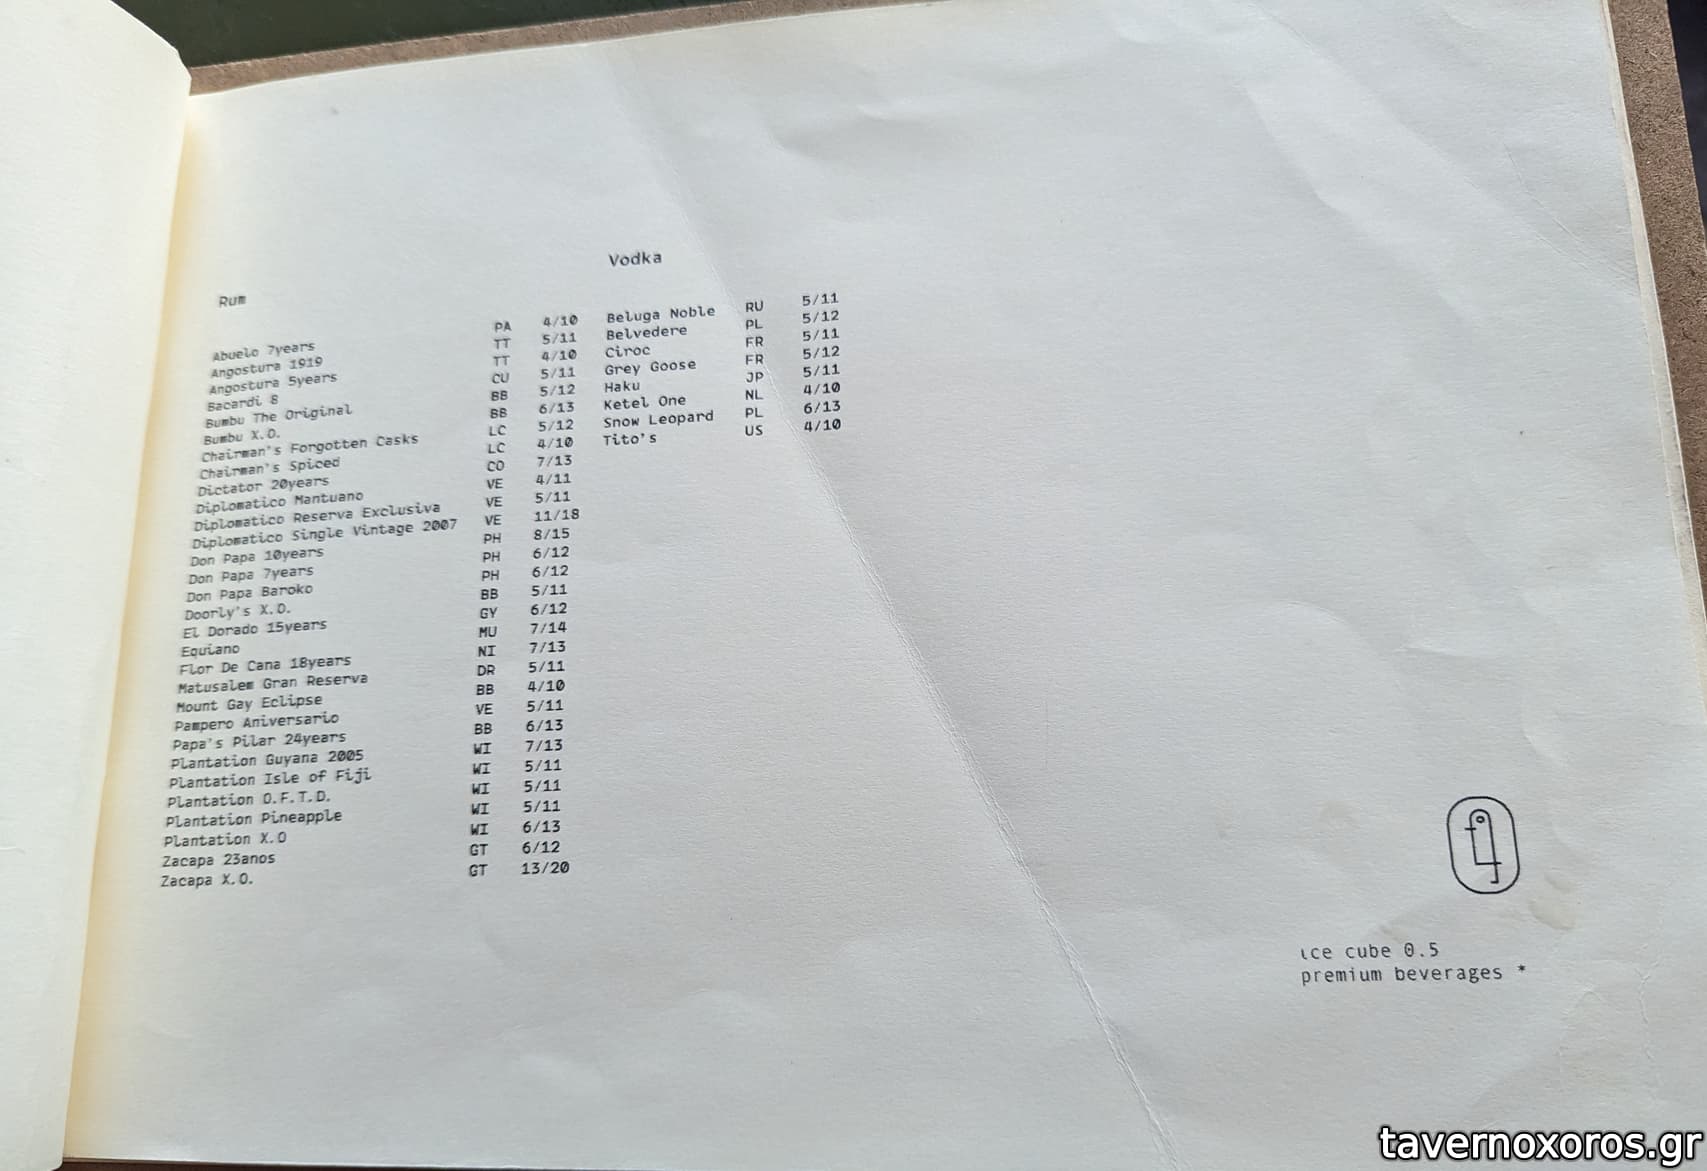 Rum
Abuelo 7years PA 4/10
Angostura 1919 TT 5/11
Angostura 5years TT 4/10
Bacardi 8 CU 5/11
Bumbu The Original BB 5/12
Bumbu X.O. BB 6/13
Chairman's Forgotten Casks LC 5/12
Chairman's Spiced LC 4/10
Dictator 20years CO 7/13
Diplomatico Mantuano VE 4/11
Diplomatico Reserva Exclusiva VE 5/11
Diplomatico Single Vintage 2007 VE 11/18
Don Papa 10years PH 8/15
Don Papa 7years PH 6/12
Don Papa Baroko PH 6/12
Doorly's X.O. BB 5/11
El Dorado 15years GY 6/12
Equiano MU 7/14
Flor De Cana 18years NI 7/13
Matusalem Gran Reserva DR 5/11
Mount Gay Eclipse BB 4/10
Pampero Aniversario VE 5/11
Papa's Pilar 24years BB 6/13
Plantation Guyana 2005 WI 7/13
Plantation Isle of Fiji WI 5/11
Plantation O.F.T.D. WI 5/11
Plantation Pineapple WI 5/11
Plantation X.O WI 6/13
Zacapa 23anos GT 6/12
Zacapa X.O. GT 13/20
Vodka
Beluga Noble RU 5/11
Belvedere PL 5/12
Ciroc FR 5/11
Grey Goose FR 5/12
Haku JP 5/11
Ketel One NL 4/10
Snow Leopard PL 6/13
Tito's US 4/10
ice cube 0.5
premium beverages *
tavernoxoros.gr